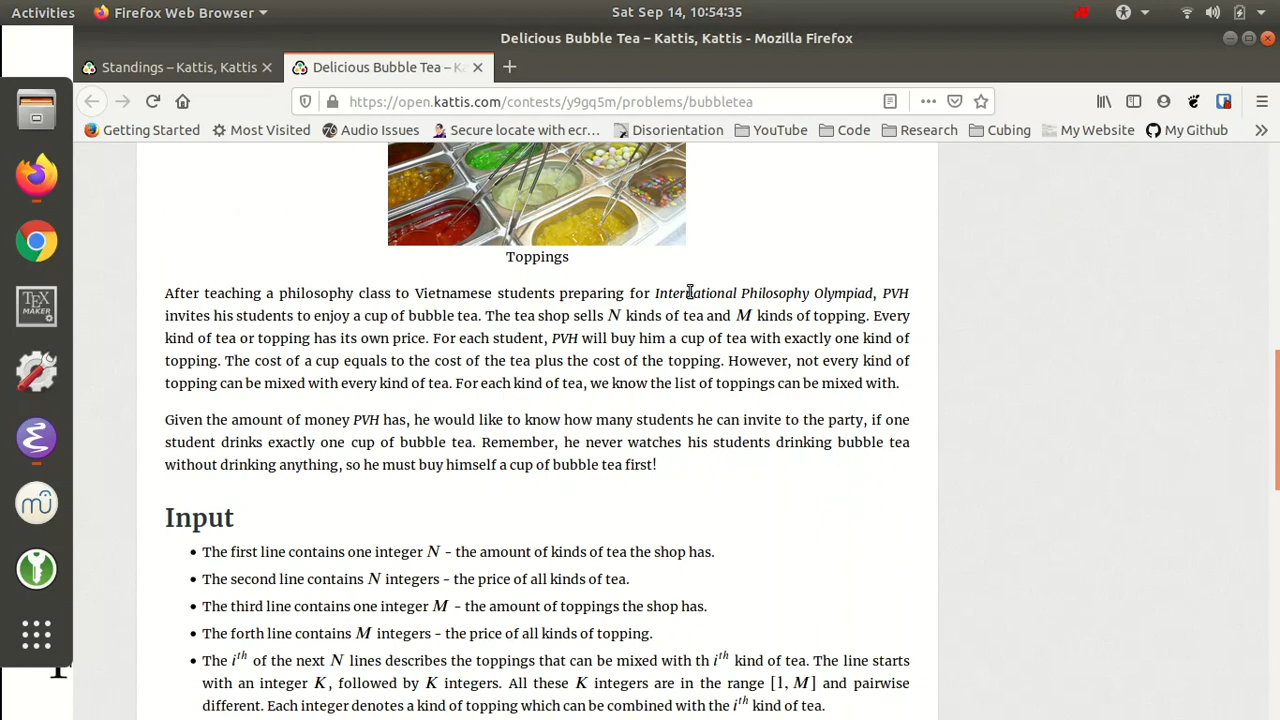 Activities Firefox Web Browser Sat Sep 14, 10:54:35
Delicious Bubble Tea – Kattis, Kattis - Mozilla Firefox
Standings – Kattis, Kattis Delicious Bubble Tea – Ka
https://open.kattis.com/contests/y9gq5m/problems/bubbletea
Getting Started Most Visited Audio Issues Secure locate with ecr... Disorientation YouTube Code Research Cubing My Website My Github
Toppings
After teaching a philosophy class to Vietnamese students preparing for International Philosophy Olympiad, PVH
invites his students to enjoy a cup of bubble tea. The tea shop sells N kinds of tea and M kinds of topping. Every
kind of tea or topping has its own price. For each student, PVH will buy him a cup of tea with exactly one kind of
topping. The cost of a cup equals to the cost of the tea plus the cost of the topping. However, not every kind of
topping can be mixed with every kind of tea. For each kind of tea, we know the list of toppings can be mixed with.
Given the amount of money PVH has, he would like to know how many students he can invite to the party, if one
student drinks exactly one cup of bubble tea. Remember, he never watches his students drinking bubble tea
without drinking anything, so he must buy himself a cup of bubble tea first!
Input
• The first line contains one integer N - the amount of kinds of tea the shop has.
• The second line contains N integers - the price of all kinds of tea.
• The third line contains one integer M - the amount of toppings the shop has.
• The forth line contains M integers - the price of all kinds of topping.
• The iᵗʰ of the next N lines describes the toppings that can be mixed with th iᵗʰ kind of tea. The line starts
with an integer K, followed by K integers. All these K integers are in the range [1, M] and pairwise
different. Each integer denotes a kind of topping which can be combined with the iᵗʰ kind of tea.
TEX
MAKER
mu